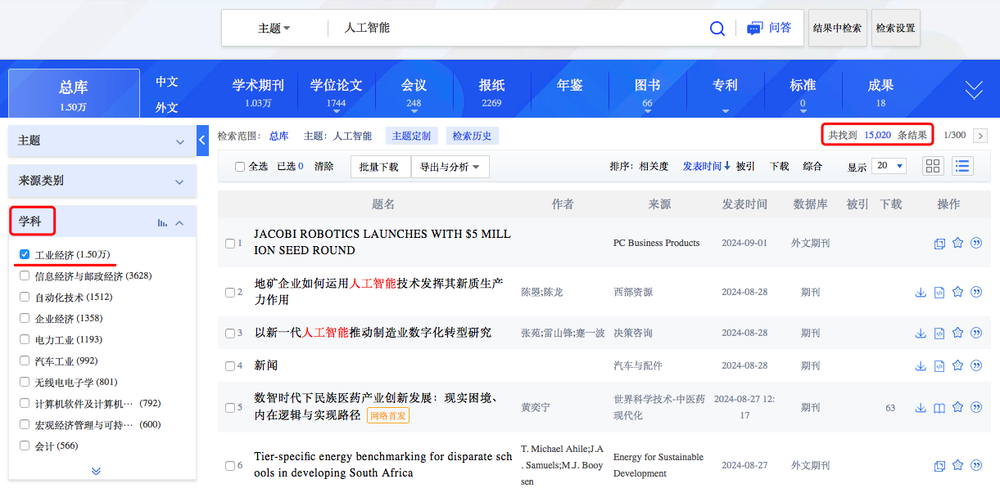 主题 人工智能 问答 结果中检索 检索设置
总库 中文 学术期刊 学位论文 会议 报纸 年鉴 图书 专利 标准 成果
1.50万 外文 1.03万 1744 248 2269 66 0 18
主题
来源类别
学科
工业经济 (1.50万)
信息经济与邮政经济 (3628)
自动化技术 (1512)
企业经济 (1358)
电力工业 (1193)
汽车工业 (992)
无线电电子学 (801)
计算机软件及计算机… (792)
宏观经济管理与可持… (600)
会计 (566)
检索范围: 总库 主题: 人工智能 主题定制 检索历史 共找到 15,020 条结果 1/300
全选 已选 0 清除 批量下载 导出与分析 排序: 相关度 发表时间 被引 下载 综合 显示 20
题名 作者 来源 发表时间 数据库 被引 下载 操作
1 JACOBI ROBOTICS LAUNCHES WITH $5 MILL
ION SEED ROUND
PC Business Products 2024-09-01 外文期刊
2 地矿企业如何运用人工智能技术发挥其新质生产
力作用
陈曌;陈龙 西部资源 2024-08-28 期刊
3 以新一代人工智能推动制造业数字化转型研究 张苑;雷山锋;蹇一波 决策咨询 2024-08-28 期刊
4 新闻 汽车与配件 2024-08-28 期刊
5 数智时代下民族医药产业创新发展：现实困境、
内在逻辑与实现路径 网络首发
黄奕宁
世界科学技术-中医药
现代化
2024-08-27 12:
17
期刊 63
6 Tier-specific energy benchmarking for disparate sch
ools in developing South Africa
T. Michael Ahile;J.A
. Samuels;M.J. Booy
sen
Energy for Sustainable
Development
2024-08-27 外文期刊